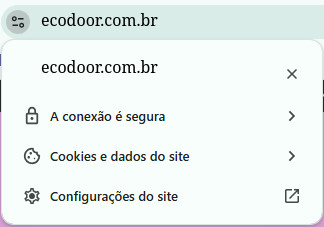 ecodoor.com.br
ecodoor.com.br
A conexão é segura
Cookies e dados do site
Configurações do site